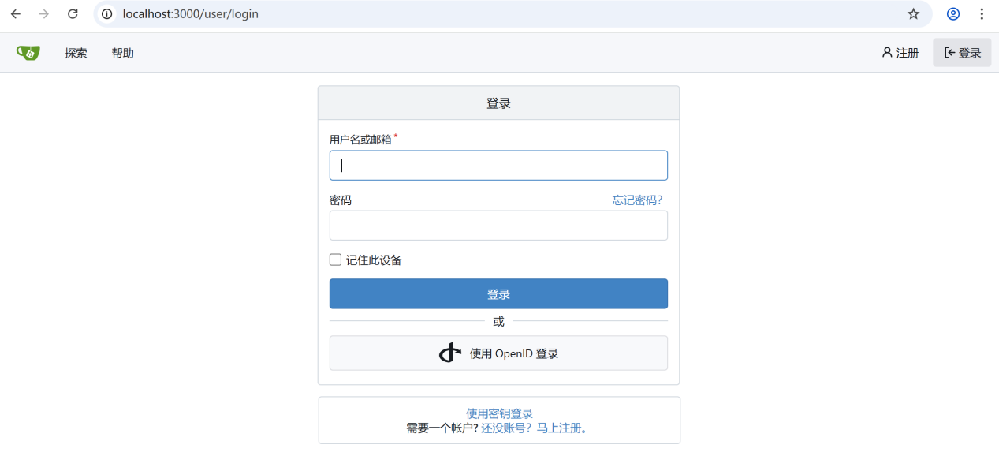 localhost:3000/user/login
探索 帮助 注册 登录
登录
用户名或邮箱*
密码 忘记密码?
记住此设备
登录
或
使用 OpenID 登录
使用密钥登录
需要一个帐户? 还没账号? 马上注册。